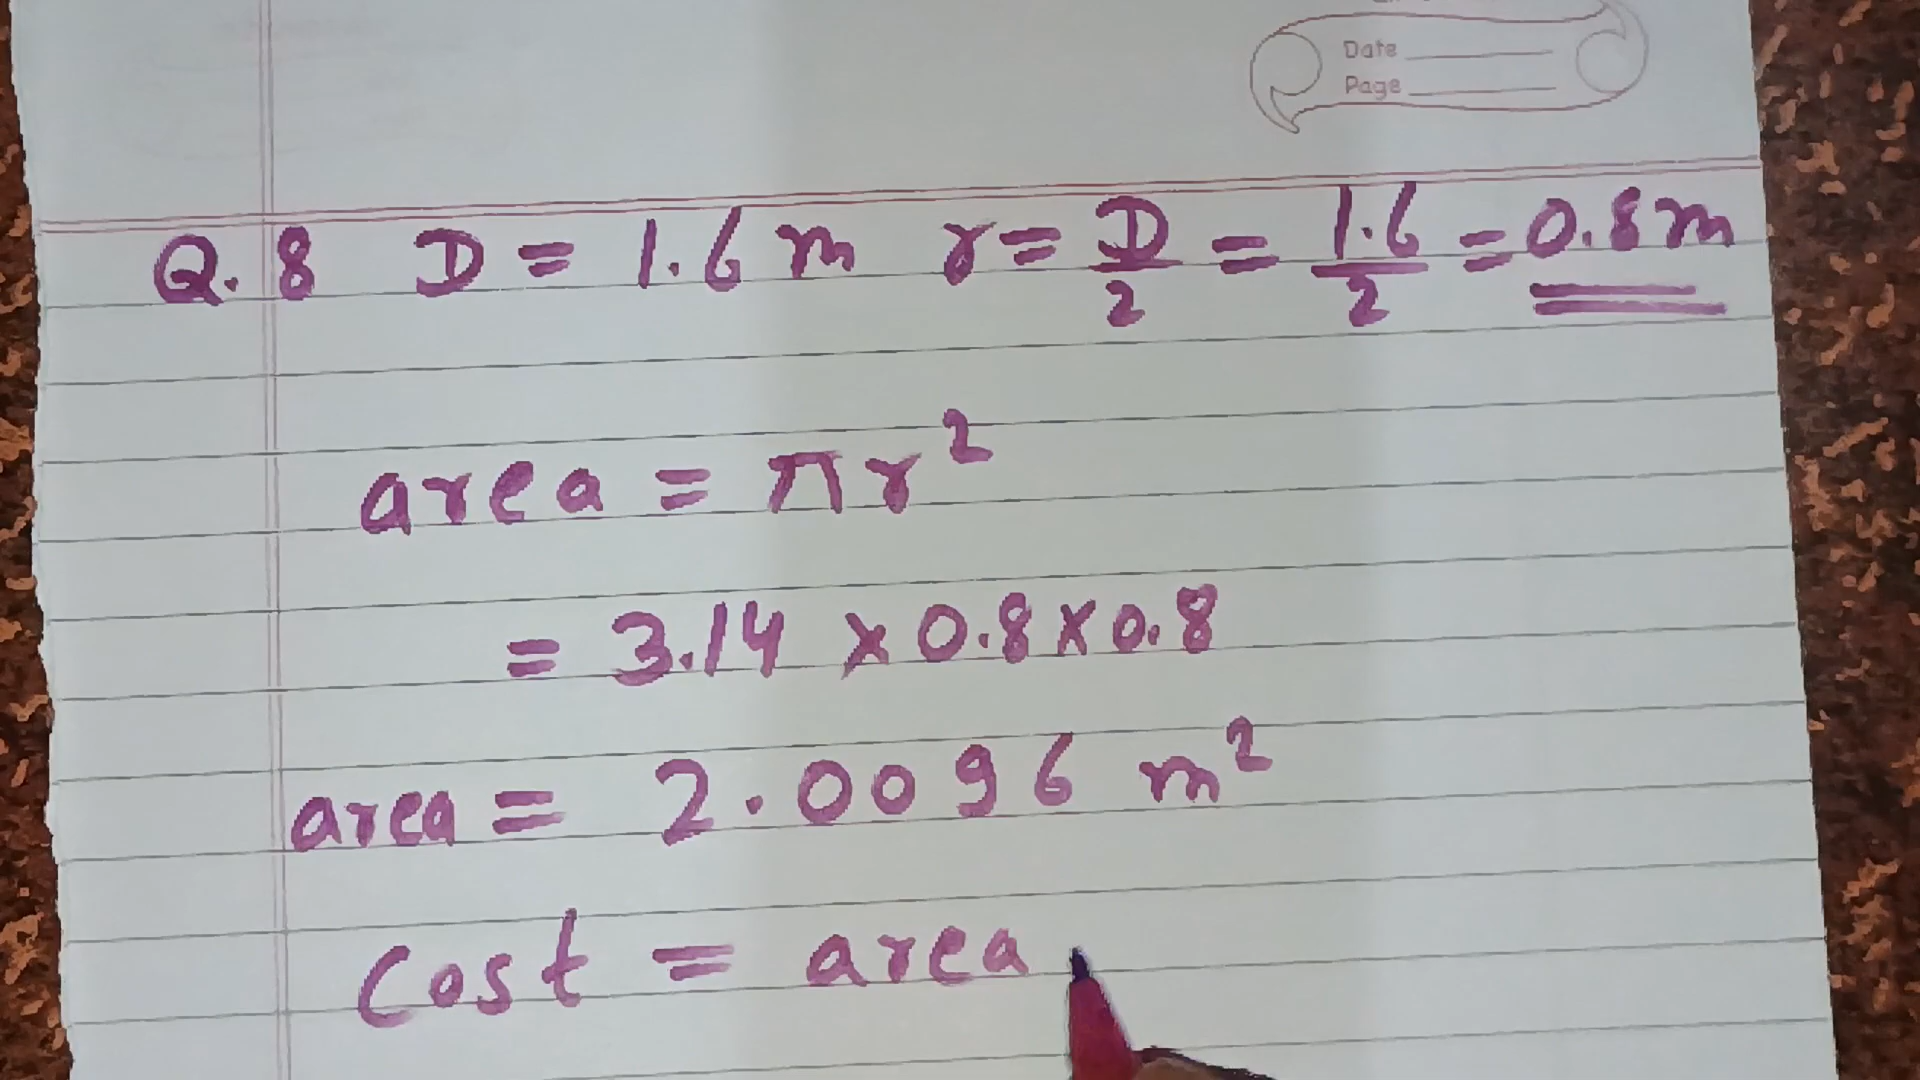 Date
Page
Q. 8 D = 1.6 m r = D/2 = 1.6/2 = 0.8 m
area = πr²
= 3.14 × 0.8 × 0.8
area = 2.0096 m²
Cost = area